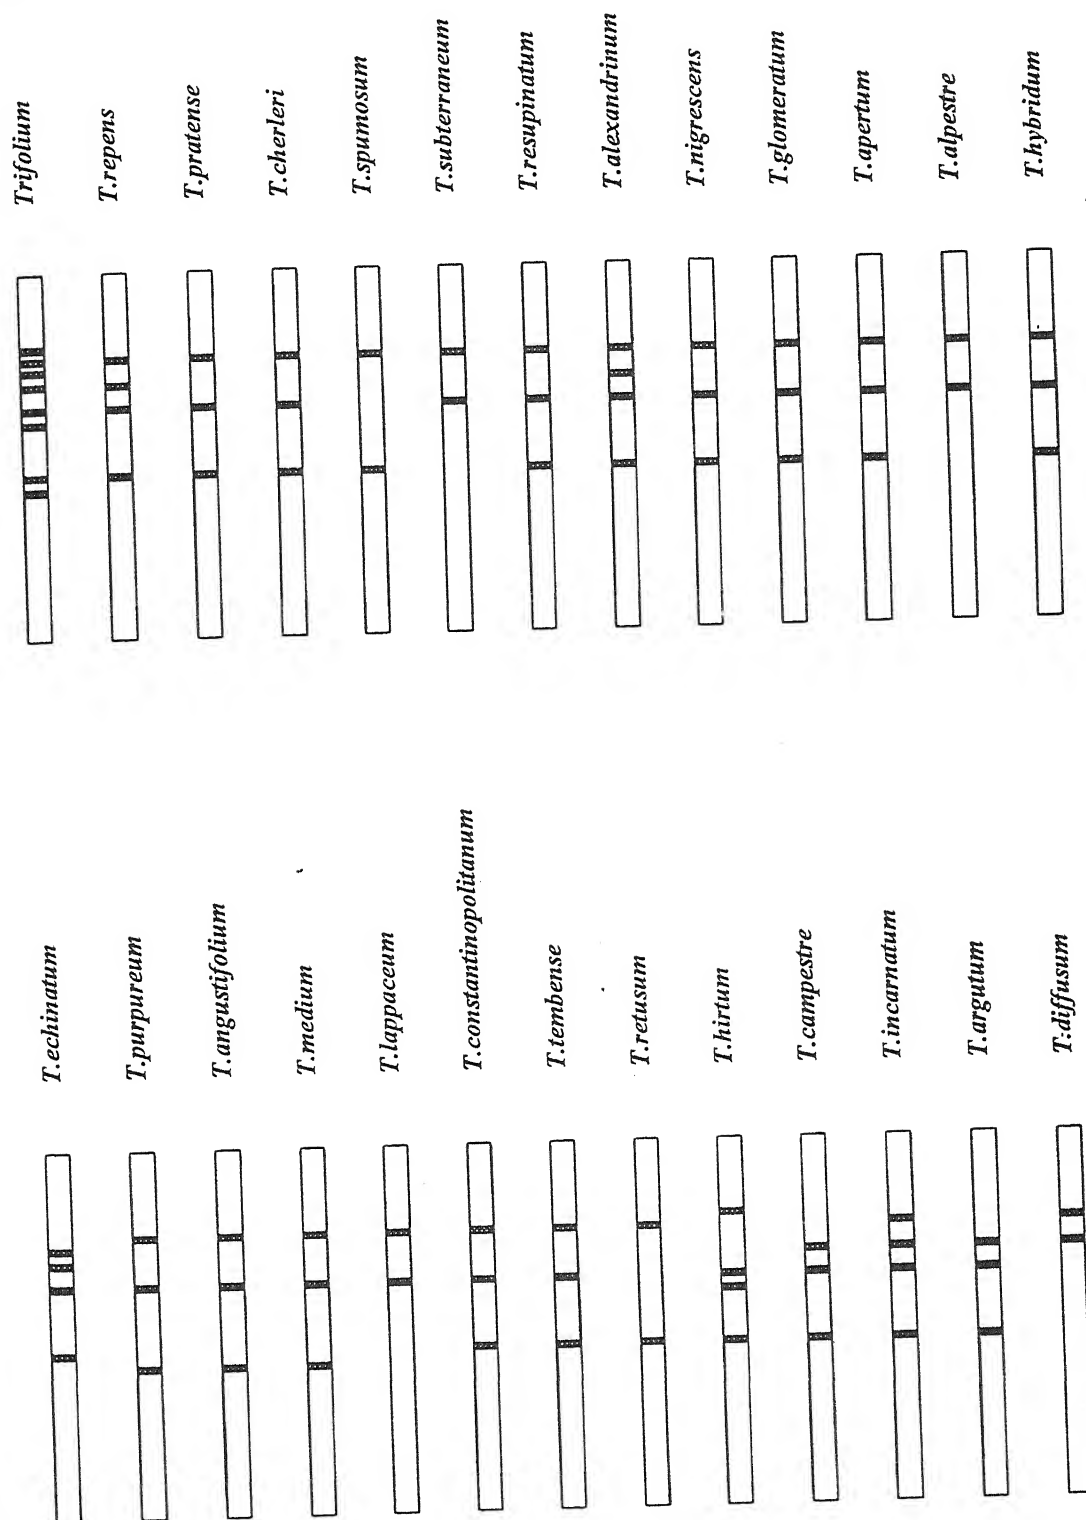 Trifolium
T.repens
T.pratense
T.cherleri
T.spumosum
T.subterraneum
T.resupinatum
T.alexandrinum
T.nigrescens
T.glomeratum
T.apertum
T.alpestre
T.hybridum
T.echinatum
T.purpureum
T.angustifolium
T.medium
T.lappaceum
T.constantinopolitanum
T.tembense
T.retusum
T.hirtum
T.campestre
T.incarnatum
T.argutum
T:diffusum